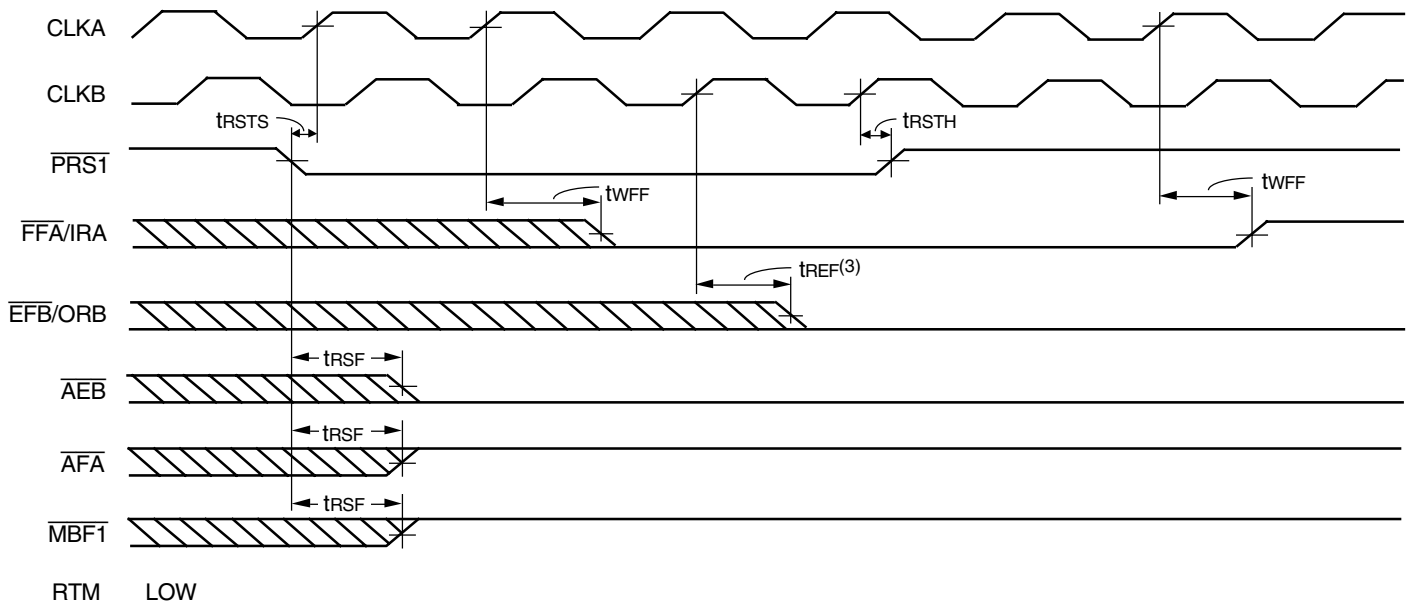 CLKA
CLKB
tRSTS
tRSTH
PRS1
tWFF
tWFF
FFA/IRA
tREF(3)
EFB/ORB
tRSF
AEB
tRSF
AFA
tRSF
MBF1
RTM LOW